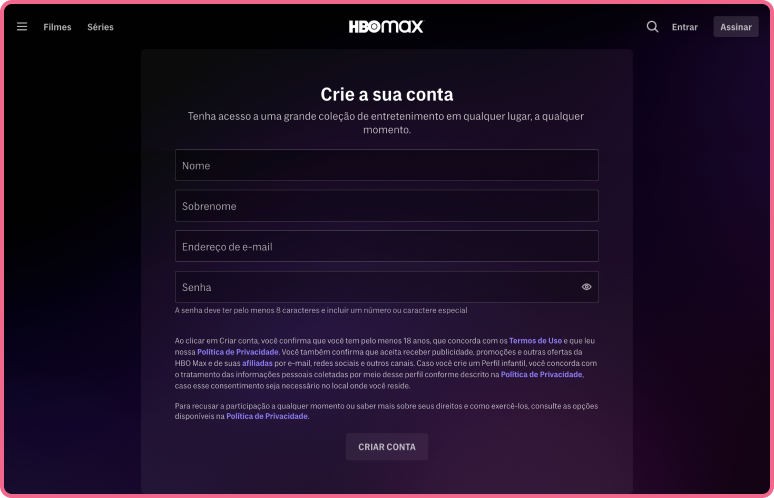 Filmes Séries HBOmax Entrar Assinar
Crie a sua conta
Tenha acesso a uma grande coleção de entretenimento em qualquer lugar, a qualquer
momento.
Nome
Sobrenome
Endereço de e-mail
Senha
A senha deve ter pelo menos 8 caracteres e incluir um número ou caractere especial
Ao clicar em Criar conta, você confirma que você tem pelo menos 18 anos, que concorda com os Termos de Uso e que leu
nossa Política de Privacidade. Você também confirma que aceita receber publicidade, promoções e outras ofertas da
HBO Max e de suas afiliadas por e-mail, redes sociais e outros canais. Caso você crie um Perfil infantil, você concorda com
o tratamento das informações pessoais coletadas por meio desse perfil conforme descrito na Política de Privacidade,
caso esse consentimento seja necessário no local onde você reside.
Para recusar a participação a qualquer momento ou saber mais sobre seus direitos e como exercê-los, consulte as opções
disponíveis na Política de Privacidade.
CRIAR CONTA